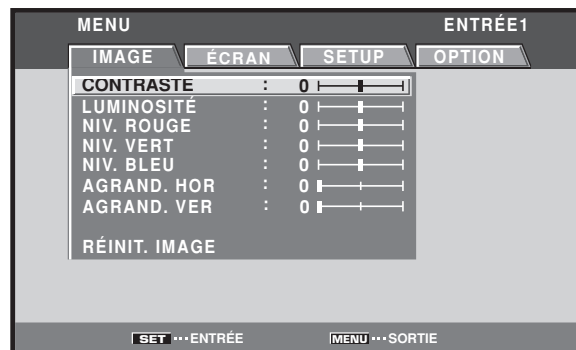 MENU ENTRÉE1
IMAGE ÉCRAN SETUP OPTION
CONTRASTE : 0
LUMINOSITÉ : 0
NIV. ROUGE : 0
NIV. VERT : 0
NIV. BLEU : 0
AGRAND. HOR : 0
AGRAND. VER : 0
RÉINIT. IMAGE
SET ···ENTRÉE MENU ···SORTIE